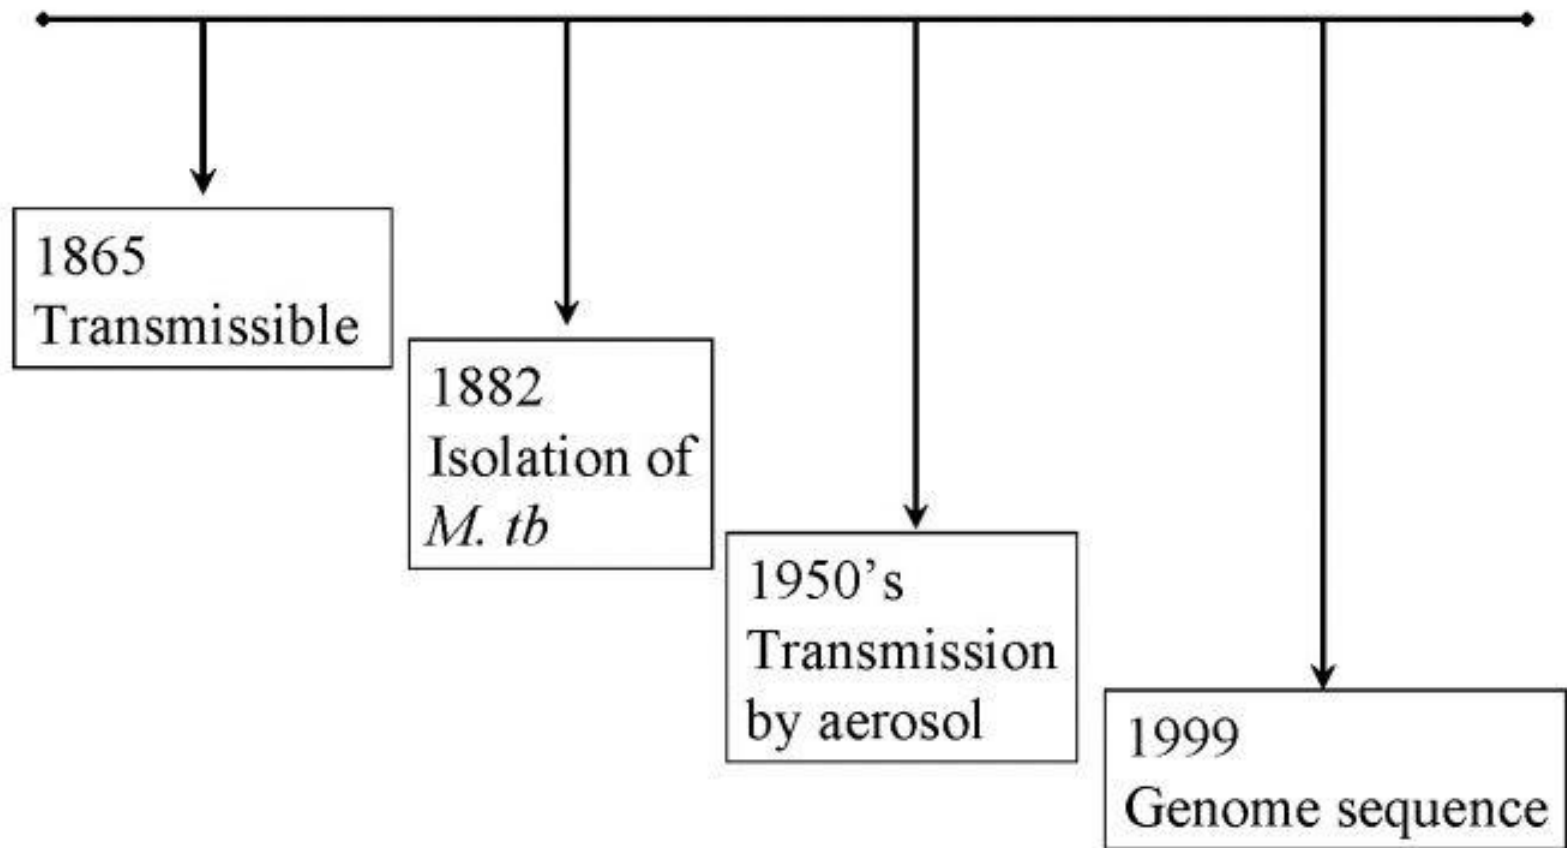 1865
Transmissible
1882
Isolation of
M. tb
1950’s
Transmission
by aerosol
1999
Genome sequence